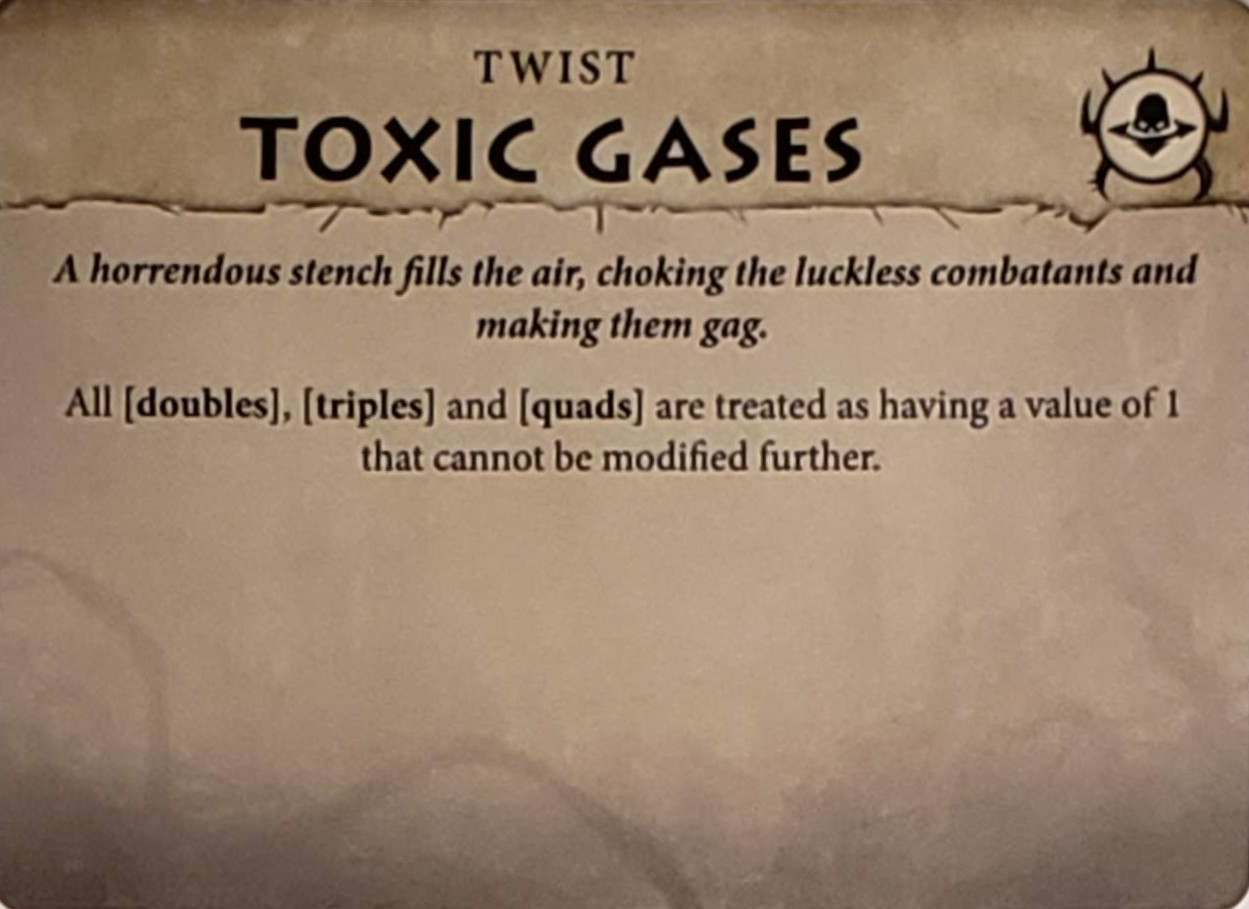 TWIST
TOXIC GASES
A horrendous stench fills the air, choking the luckless combatants and
making them gag.
All [doubles], [triples] and [quads] are treated as having a value of 1
that cannot be modified further.